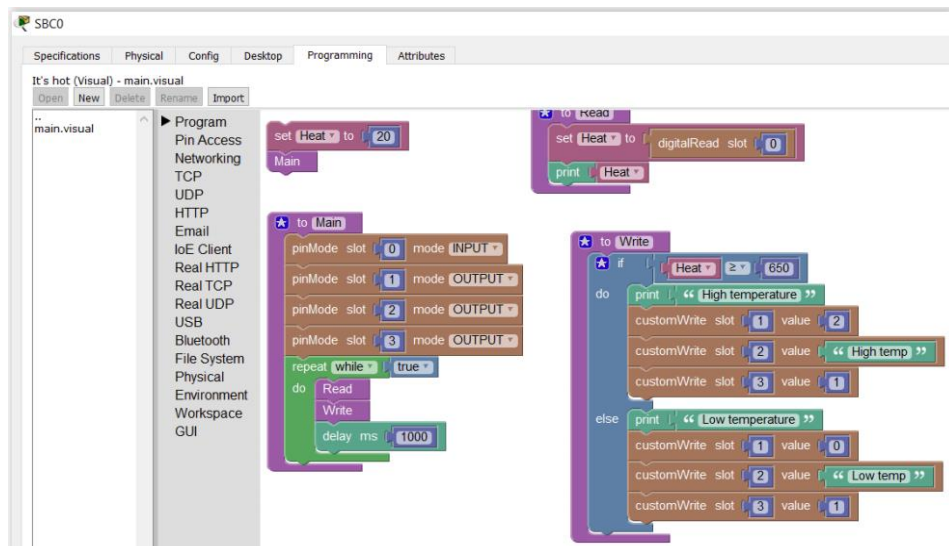 SBC0
Specifications Physical Config Desktop Programming Attributes
It's hot (Visual) - main.visual
Open New Delete Rename Import
..
main.visual
Program
Pin Access
Networking
TCP
UDP
HTTP
Email
IoE Client
Real HTTP
Real TCP
Real UDP
USB
Bluetooth
File System
Physical
Environment
Workspace
GUI
set Heat to 20
Main
to Read
set Heat to digitalRead slot 0
print Heat
to Main
pinMode slot 0 mode INPUT
pinMode slot 1 mode OUTPUT
pinMode slot 2 mode OUTPUT
pinMode slot 3 mode OUTPUT
repeat while true
do Read
Write
delay ms 1000
to Write
if Heat ≥ 650
do print “ High temperature ”
customWrite slot 1 value 2
customWrite slot 2 value “ High temp ”
customWrite slot 3 value 1
else print “ Low temperature ”
customWrite slot 1 value 0
customWrite slot 2 value “ Low temp ”
customWrite slot 3 value 1